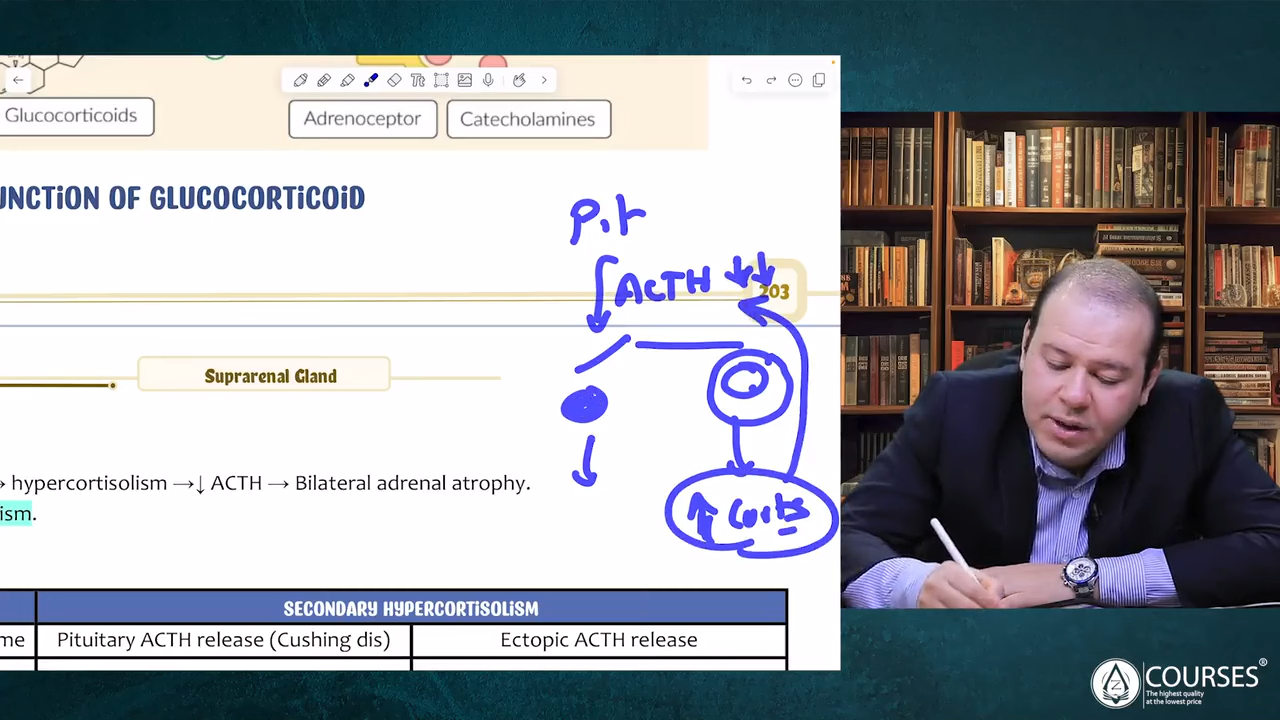 Glucocorticoids
Adrenoceptor
Catecholamines
UNCTION OF GLUCOCORTICOID
Pit
ACTH
203
Suprarenal Gland
→ hypercortisolism →↓ ACTH → Bilateral adrenal atrophy.
ism.
↑
SECONDARY HYPERCORTISOLISM
me
Pituitary ACTH release (Cushing dis)
Ectopic ACTH release
COURSES®
The highest quality
at the lowest price